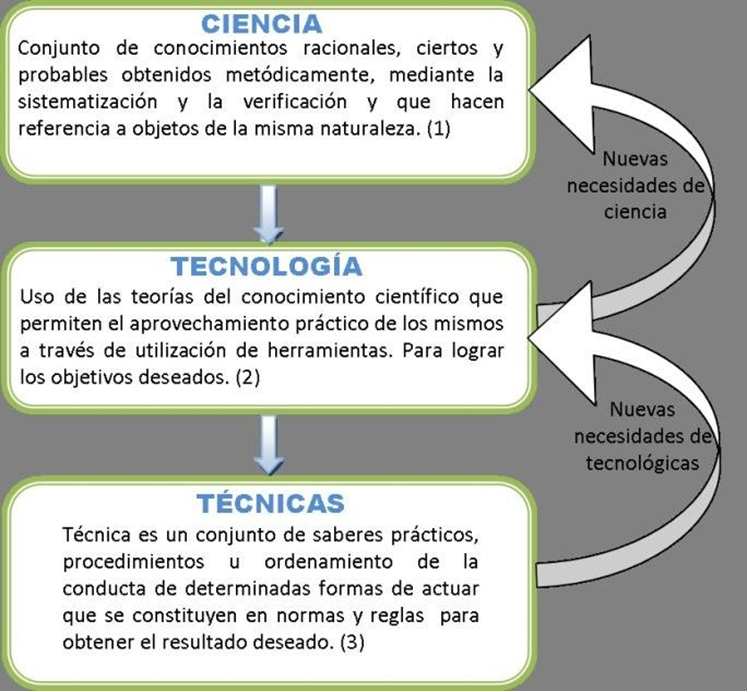 CIENCIA
Conjunto de conocimientos racionales, ciertos y
probables obtenidos metódicamente, mediante la
sistematización y la verificación y que hacen
referencia a objetos de la misma naturaleza. (1)
Nuevas
necesidades de
ciencia
TECNOLOGÍA
Uso de las teorías del conocimiento científico que
permiten el aprovechamiento práctico de los mismos
a través de utilización de herramientas. Para lograr
los objetivos deseados. (2)
Nuevas
necesidades de
tecnológicas
TÉCNICAS
Técnica es un conjunto de saberes prácticos,
procedimientos u ordenamiento de la
conducta de determinadas formas de actuar
que se constituyen en normas y reglas para
obtener el resultado deseado. (3)